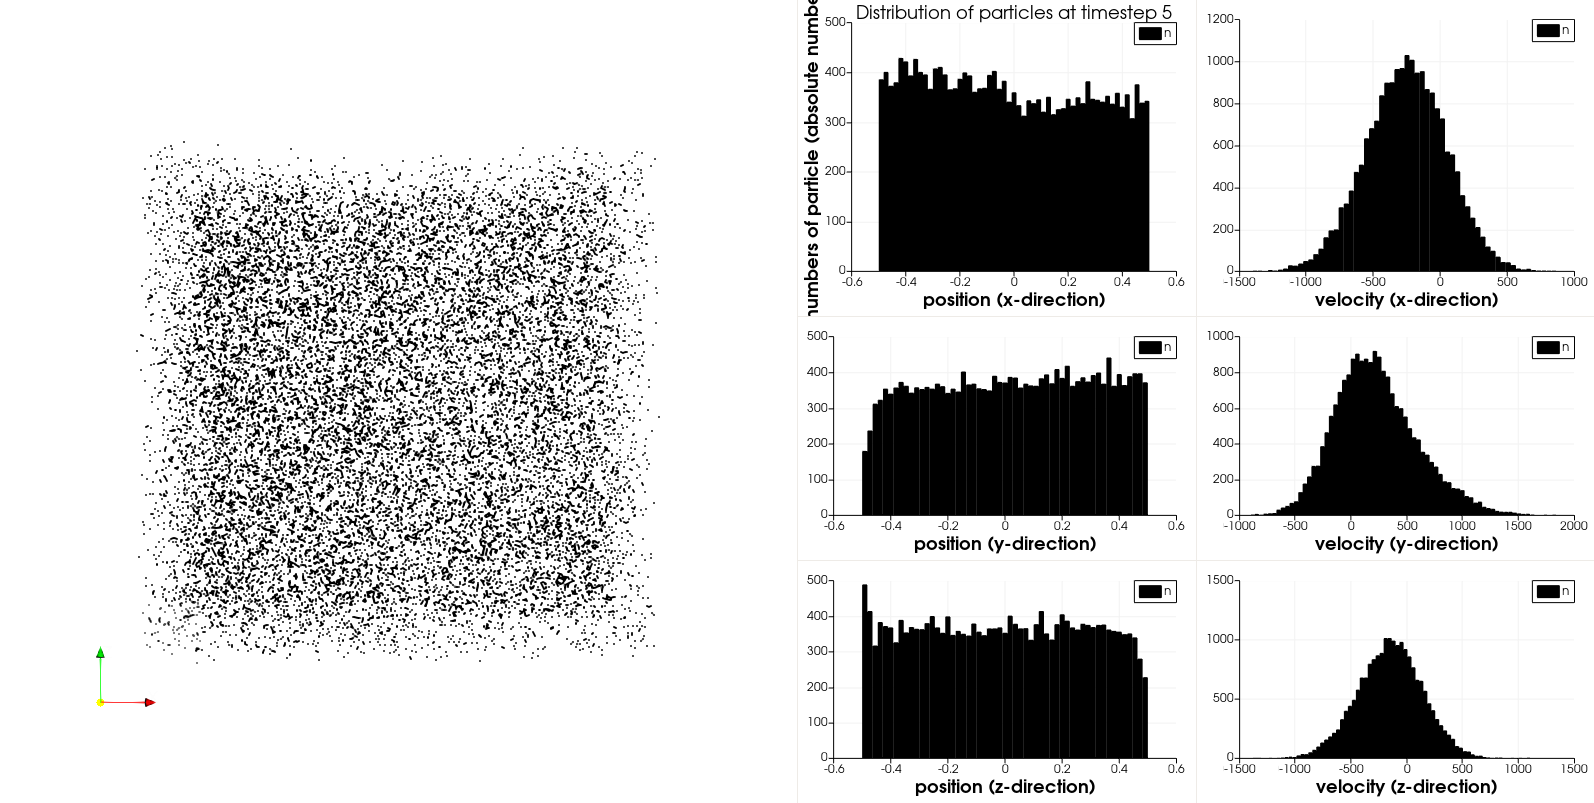 Distribution of particles at timestep 5
numbers of particle (absolute numbe
500
400
300
200
100
0
-0.6 -0.4 -0.2 0 0.2 0.4 0.6
position (x-direction)
n
1200
1000
800
600
400
200
0
-1500 -1000 -500 0 500 1000
velocity (x-direction)
n
500
400
300
200
100
0
-0.6 -0.4 -0.2 0 0.2 0.4 0.6
position (y-direction)
n
1000
800
600
400
200
0
-1000 -500 0 500 1000 1500 2000
velocity (y-direction)
n
500
400
300
200
100
0
-0.6 -0.4 -0.2 0 0.2 0.4 0.6
position (z-direction)
n
1500
1000
500
0
-1500 -1000 -500 0 500 1000 1500
velocity (z-direction)
n